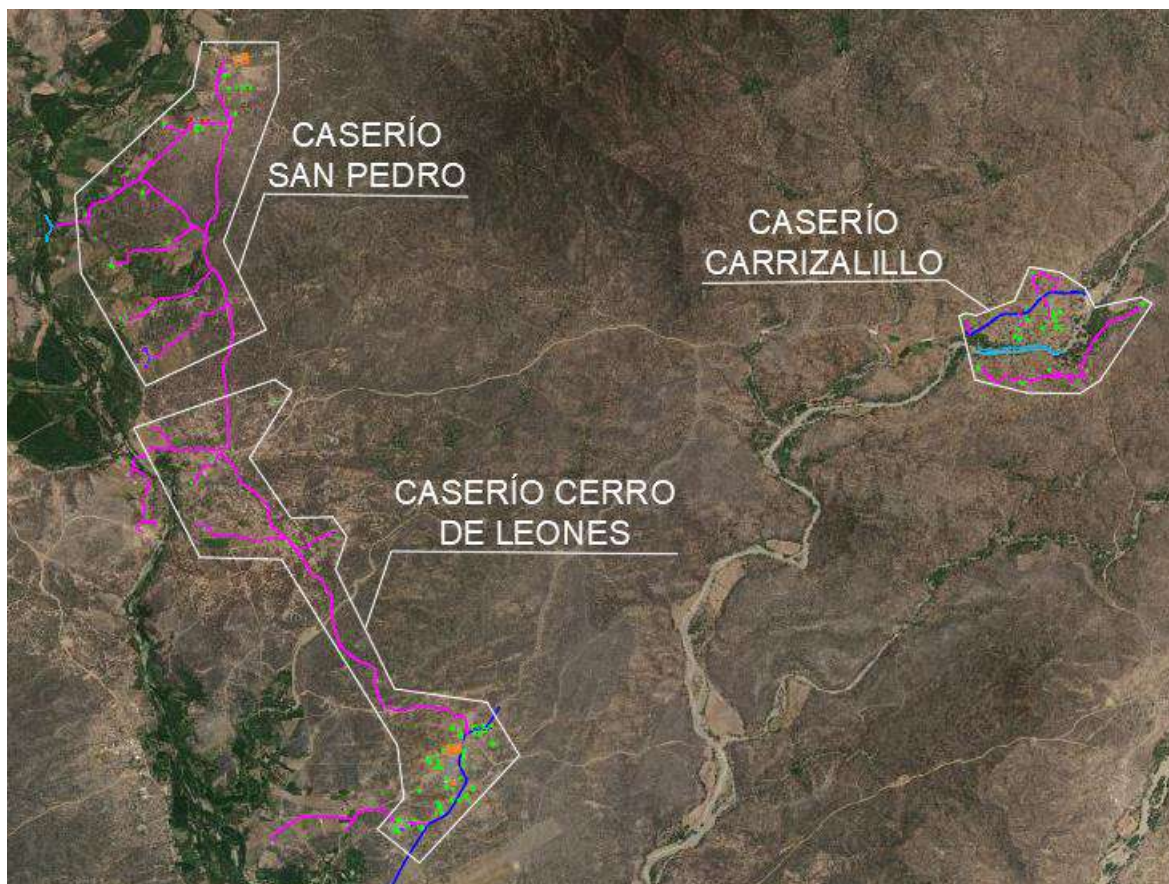 CASERÍO
SAN PEDRO
CASERÍO
CARRIZALILLO
CASERÍO CERRO
DE LEONES